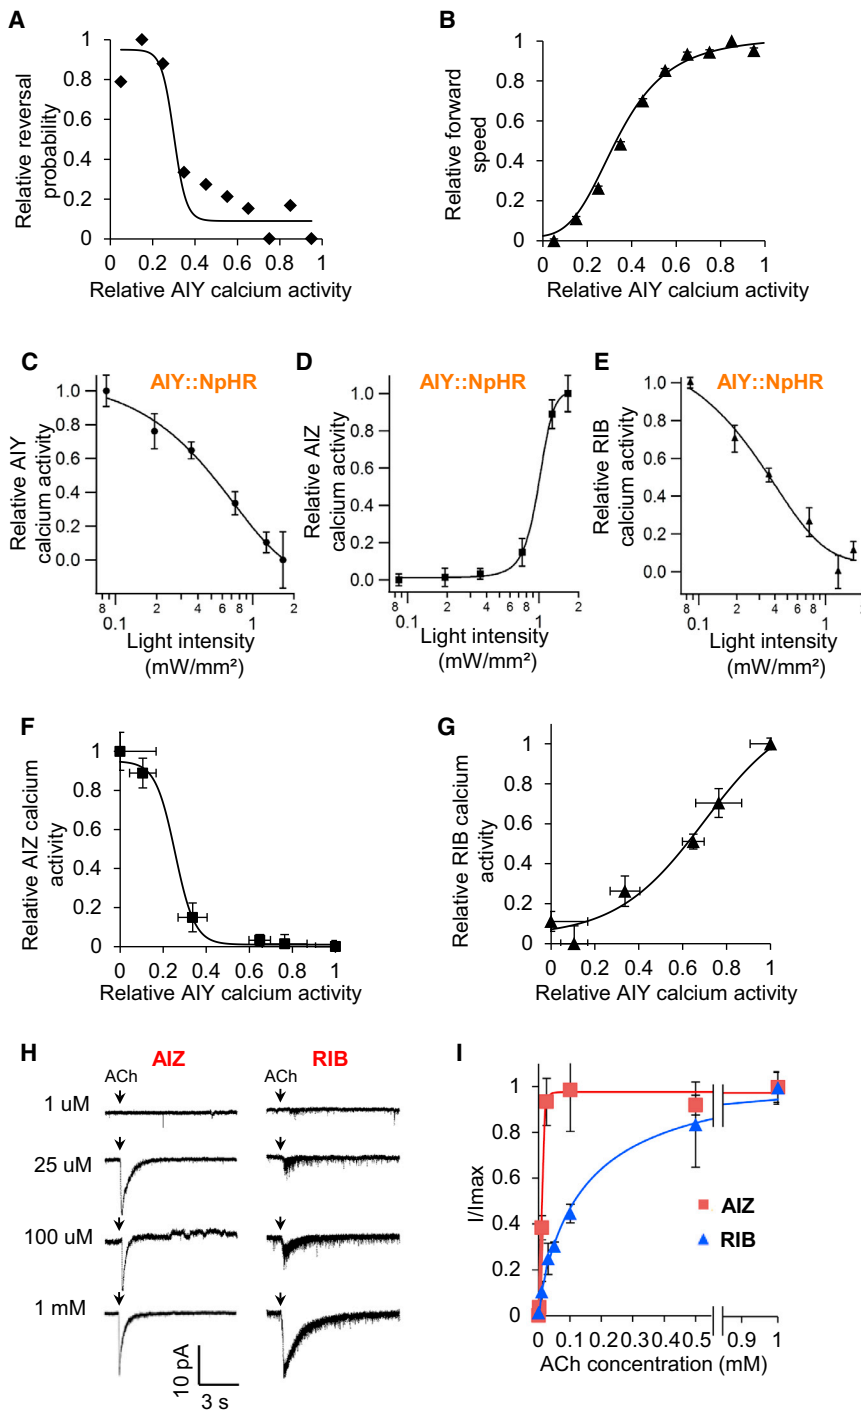 A
Relative reversal
probability
1
0.8
0.6
0.4
0.2
0
0 0.2 0.4 0.6 0.8 1
Relative AIY calcium activity
B
Relative forward
speed
1
0.8
0.6
0.4
0.2
0
0 0.2 0.4 0.6 0.8 1
Relative AIY calcium activity
C
AIY::NpHR
Relative AIY
calcium activity
1.0
0.8
0.6
0.4
0.2
0.0
8 2 4 6 8 2
0.1 1
Light intensity
(mW/mm²)
D
AIY::NpHR
Relative AIZ
calcium activity
1.0
0.8
0.6
0.4
0.2
0.0
8 2 4 6 8 2
0.1 1
Light intensity
(mW/mm²)
E
AIY::NpHR
Relative RIB
calcium activity
1.0
0.8
0.6
0.4
0.2
0.0
8 2 4 6 8 2
0.1 1
Light intensity
(mW/mm²)
F
Relative AIZ calcium
activity
1
0.8
0.6
0.4
0.2
0
0 0.2 0.4 0.6 0.8 1
Relative AIY calcium activity
G
Relative RIB calcium
activity
1
0.8
0.6
0.4
0.2
0
0 0.2 0.4 0.6 0.8 1
Relative AIY calcium activity
H
AIZ RIB
ACh ACh
1 uM
25 uM
100 uM
1 mM
10 pA
3 s
I
I/Imax
1
0.8
0.6
0.4
0.2
0
AIZ
RIB
0 0.1 0.2 0.3 0.4 0.5 0.9 1
ACh concentration (mM)